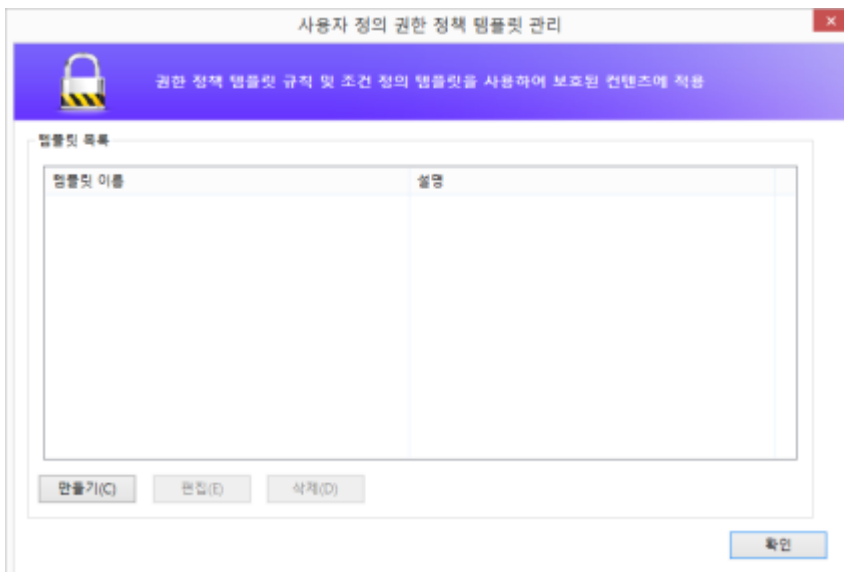 사용자 정의 권한 정책 템플릿 관리
권한 정책 템플릿 규칙 및 조건 정의 템플릿을 사용하여 보호된 컨텐츠에 적용
템플릿 목록
템플릿 이름 설명
만들기(C) 편집(E) 삭제(D)
확인